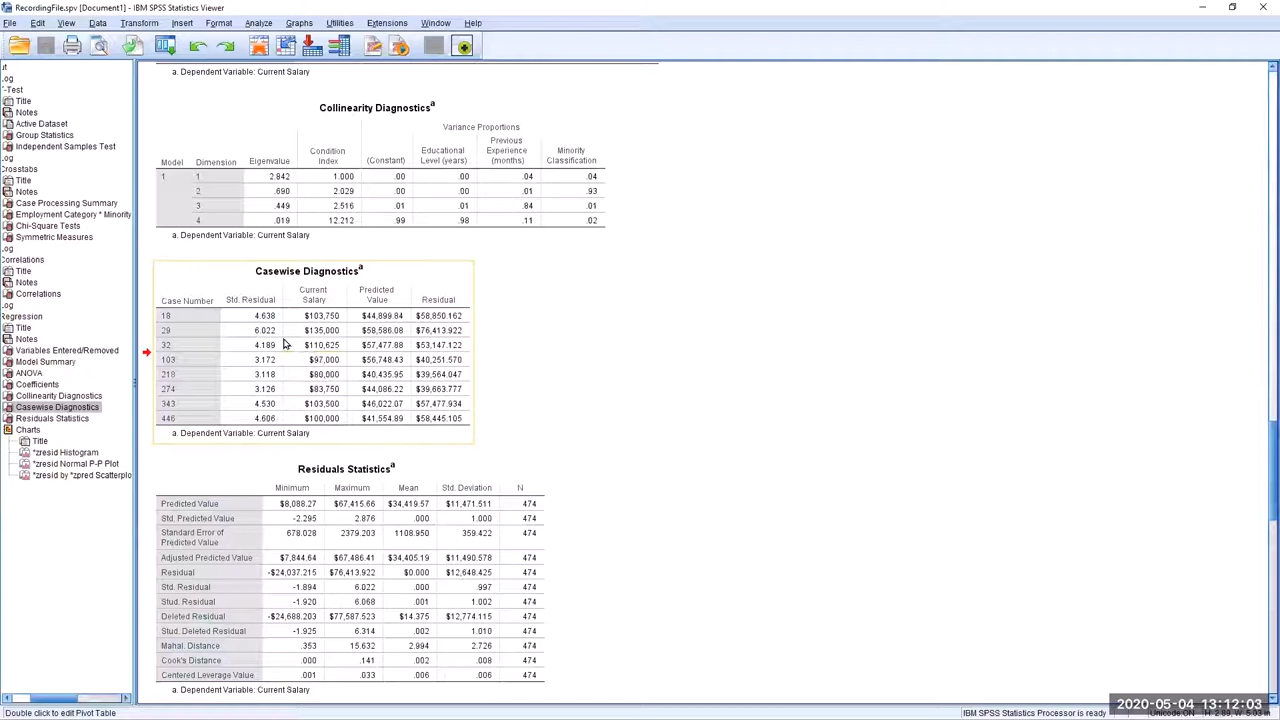 RecordingFile.spv [Document1] - IBM SPSS Statistics Viewer
File Edit View Data Transform Insert Format Analyze Graphs Utilities Extensions Window Help
Log
T-Test
Title
Notes
Active Dataset
Group Statistics
Independent Samples Test
Log
Crosstabs
Title
Notes
Case Processing Summary
Employment Category * Minority
Chi-Square Tests
Symmetric Measures
Log
Correlations
Title
Notes
Correlations
Log
Regression
Title
Notes
Variables Entered/Removed
Model Summary
ANOVA
Coefficients
Collinearity Diagnostics
Casewise Diagnostics
Residuals Statistics
Charts
Title
*zresid Histogram
*zresid Normal P-P Plot
*zresid by *zpred Scatterplo
a. Dependent Variable: Current Salary
Collinearity Diagnosticsa
Variance Proportions
Model Dimension Eigenvalue Condition Index (Constant) Educational Level (years) Previous Experience (months) Minority Classification
1 1 2.842 1.000 .00 .00 .04 .04
2 .690 2.029 .00 .00 .01 .93
3 .449 2.516 .01 .01 .84 .01
4 .019 12.212 .99 .98 .11 .02
a. Dependent Variable: Current Salary
Casewise Diagnosticsa
Case Number Std. Residual Current Salary Predicted Value Residual
18 4.638 $103,750 $44,899.84 $58,850.162
29 6.022 $135,000 $58,586.08 $76,413.922
32 4.189 $110,625 $57,477.88 $53,147.122
103 3.172 $97,000 $56,748.43 $40,251.570
218 3.118 $80,000 $40,435.95 $39,564.047
274 3.126 $83,750 $44,086.22 $39,663.777
343 4.530 $103,500 $46,022.07 $57,477.934
446 4.606 $100,000 $41,554.89 $58,445.105
a. Dependent Variable: Current Salary
Residuals Statisticsa
Minimum Maximum Mean Std. Deviation N
Predicted Value $8,088.27 $67,415.66 $34,419.57 $11,471.511 474
Std. Predicted Value -2.295 2.876 .000 1.000 474
Standard Error of Predicted Value 678.028 2379.203 1108.950 359.422 474
Adjusted Predicted Value $7,844.64 $67,486.41 $34,405.19 $11,490.578 474
Residual -$24,037.215 $76,413.922 $0.000 $12,648.425 474
Std. Residual -1.894 6.022 .000 .997 474
Stud. Residual -1.920 6.068 .001 1.002 474
Deleted Residual -$24,688.203 $77,587.523 $14.375 $12,774.115 474
Stud. Deleted Residual -1.925 6.314 .002 1.010 474
Mahal. Distance .353 15.632 2.994 2.726 474
Cook's Distance .000 .141 .002 .008 474
Centered Leverage Value .001 .033 .006 .006 474
a. Dependent Variable: Current Salary
2020-05-04 13:12:03
Double click to edit Pivot Table
IBM SPSS Statistics Processor is ready